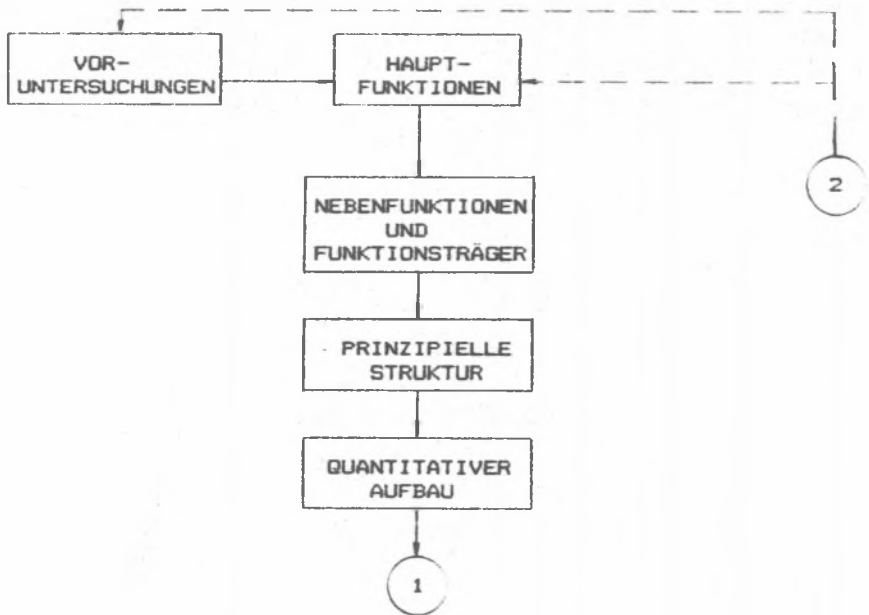 VOR-
UNTERSUCHUNGEN
HAUPT-
FUNKTIONEN
2
NEBENFUNKTIONEN
UND
FUNKTIONSTRÄGER
PRINZIPIELLE
STRUKTUR
QUANTITATIVER
AUFBAU
1